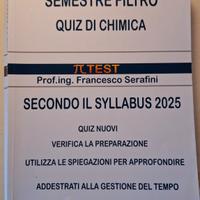 SEMESTRE FILTRO
QUIZ DI CHIMICA
πTEST
Prof.ing. Francesco Serafini
SECONDO IL SYLLABUS 2025
QUIZ NUOVI
VERIFICA LA PREPARAZIONE
UTILIZZA LE SPIEGAZIONI PER APPROFONDIRE
ADDESTRATI ALLA GESTIONE DEL TEMPO